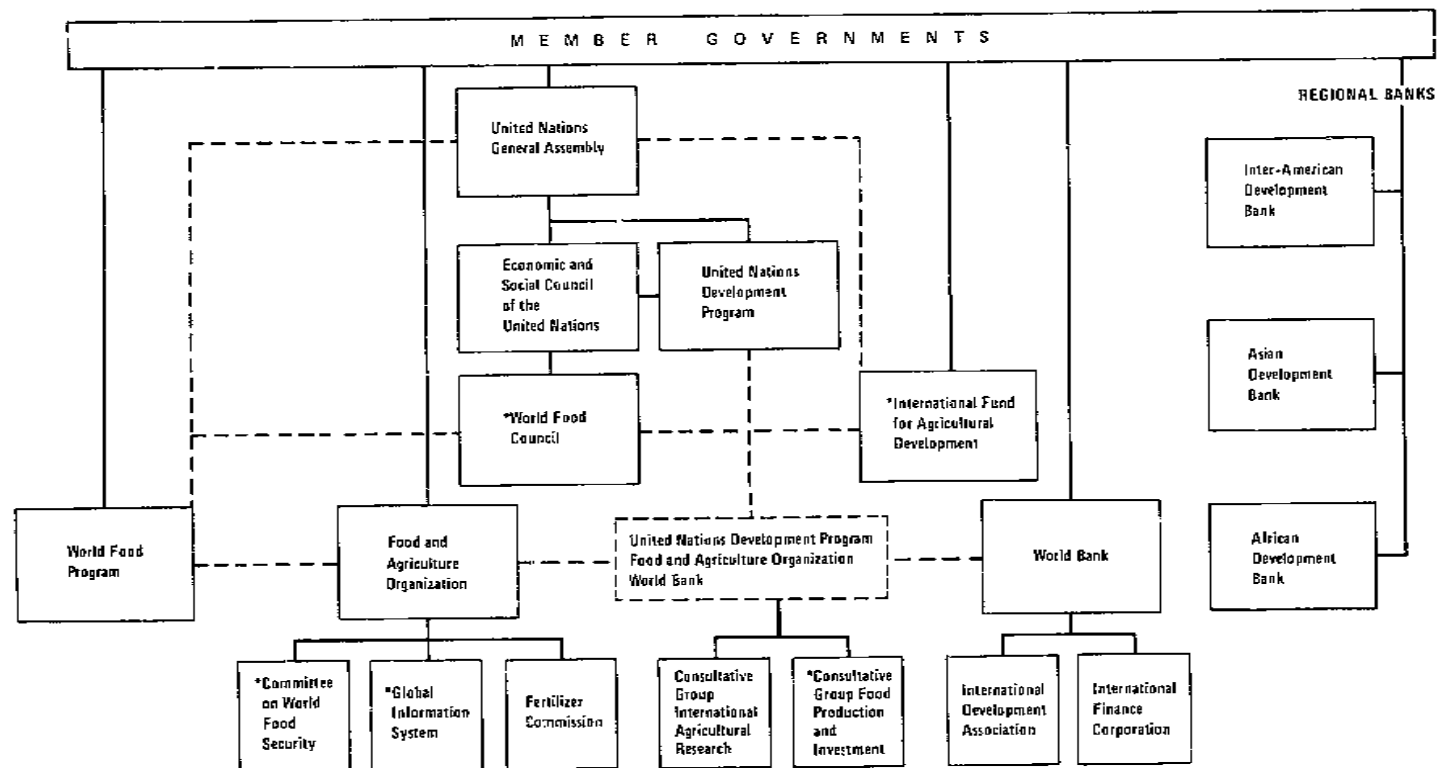 MEMBER GOVERNMENTS
REGIONAL BANKS
United Nations
General Assembly
Inter-American
Development
Bank
Economic and
Social Council
of the
United Nations
United Nations
Development
Program
Asian
Development
Bank
*World Food
Council
*International Fund
for Agricultural
Development
World Food
Program
Food and
Agriculture
Organization
United Nations Development Program
Food and Agriculture Organization
World Bank
World Bank
African
Development
Bank
*Committee
on World
Food
Security
*Global
Information
System
Fertilizer
Commission
Consultative
Group
International
Agricultural
Research
*Consultative
Group Food
Production
and
Investment
International
Development
Association
International
Finance
Corporation